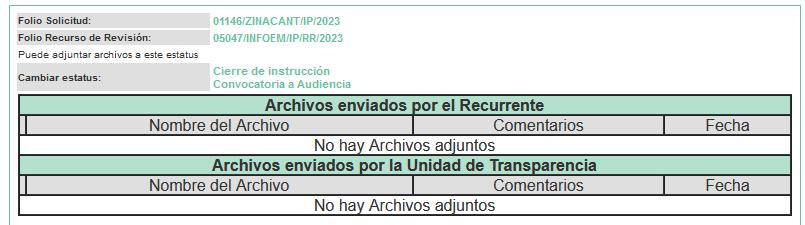 Folio Solicitud: 01146/ZINACANT/IP/2023
Folio Recurso de Revisión: 05047/INFOEM/IP/RR/2023
Puede adjuntar archivos a este estatus
Cambiar estatus: Cierre de instrucción
Convocatoria a Audiencia
Archivos enviados por el Recurrente
Nombre del Archivo Comentarios Fecha
No hay Archivos adjuntos
Archivos enviados por la Unidad de Transparencia
Nombre del Archivo Comentarios Fecha
No hay Archivos adjuntos